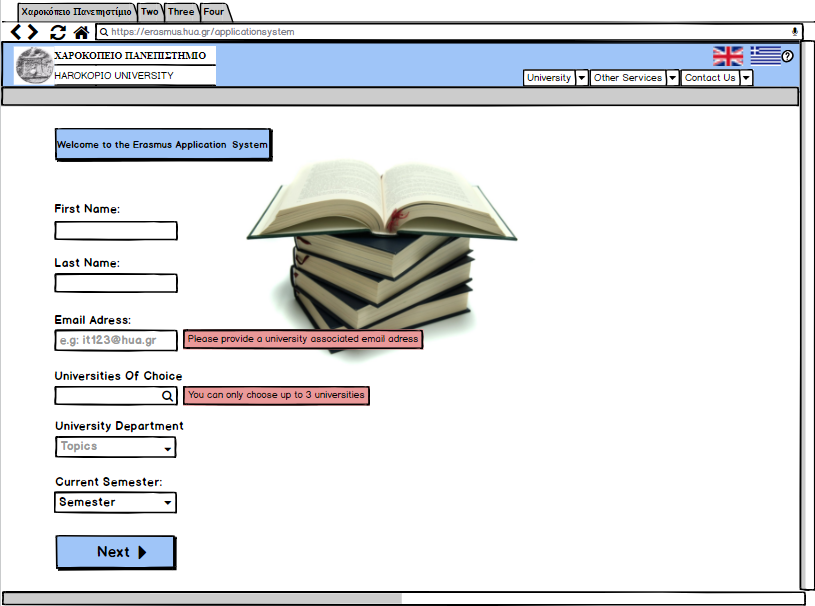 Χαροκόπειο Πανεπηστίμιο Two Three Four
https://erasmus.hua.gr/applicationsystem
ΧΑΡΟΚΟΠΕΙΟ ΠΑΝΕΠΙΣΤΗΜΙΟ
HAROKOPIO UNIVERSITY
University Other Services Contact Us
Welcome to the Erasmus Application System
First Name:
Last Name:
Email Adress:
e.g: it123@hua.gr Please provide a university associated email adress
Universities Of Choice
You can only choose up to 3 universities
University Department
Topics
Current Semester:
Semester
Next